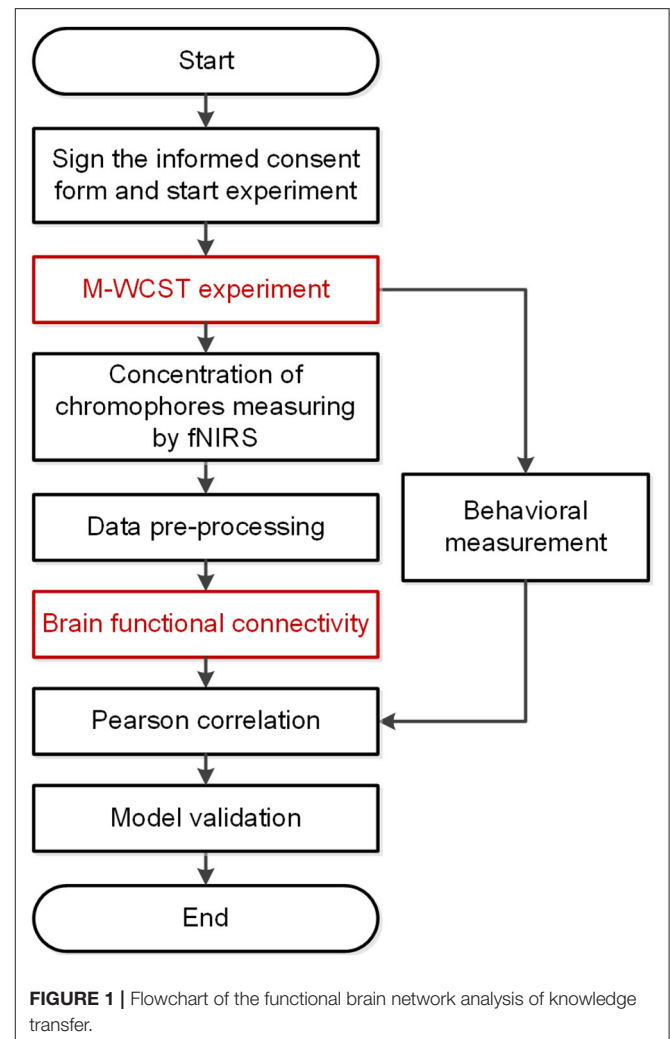 Start
Sign the informed consent
form and start experiment
M-WCST experiment
Concentration of
chromophores measuring
by fNIRS
Data pre-processing
Behavioral
measurement
Brain functional connectivity
Pearson correlation
Model validation
End
FIGURE 1 | Flowchart of the functional brain network analysis of knowledge
transfer.